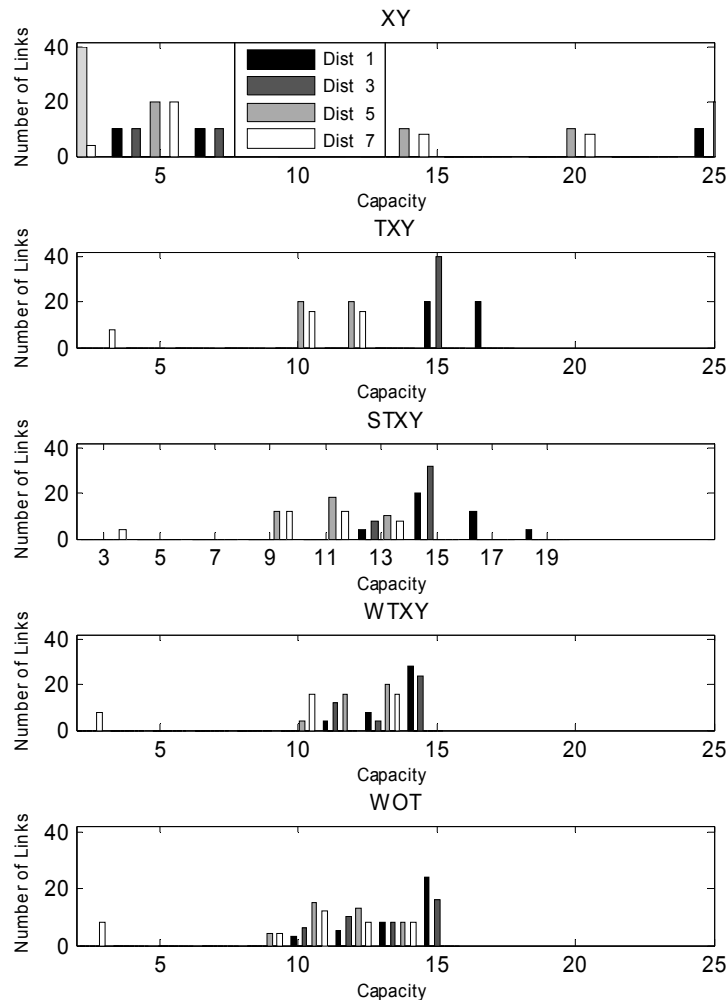 XY
Number of Links
40
20
0
Dist 1
Dist 3
Dist 5
Dist 7
5 10 15 20 25
Capacity
TXY
Number of Links
40
20
0
5 10 15 20 25
Capacity
STXY
Number of Links
40
20
0
3 5 7 9 11 13 15 17 19
Capacity
WTXY
Number of Links
40
20
0
5 10 15 20 25
Capacity
WOT
Number of Links
40
20
0
5 10 15 20 25
Capacity